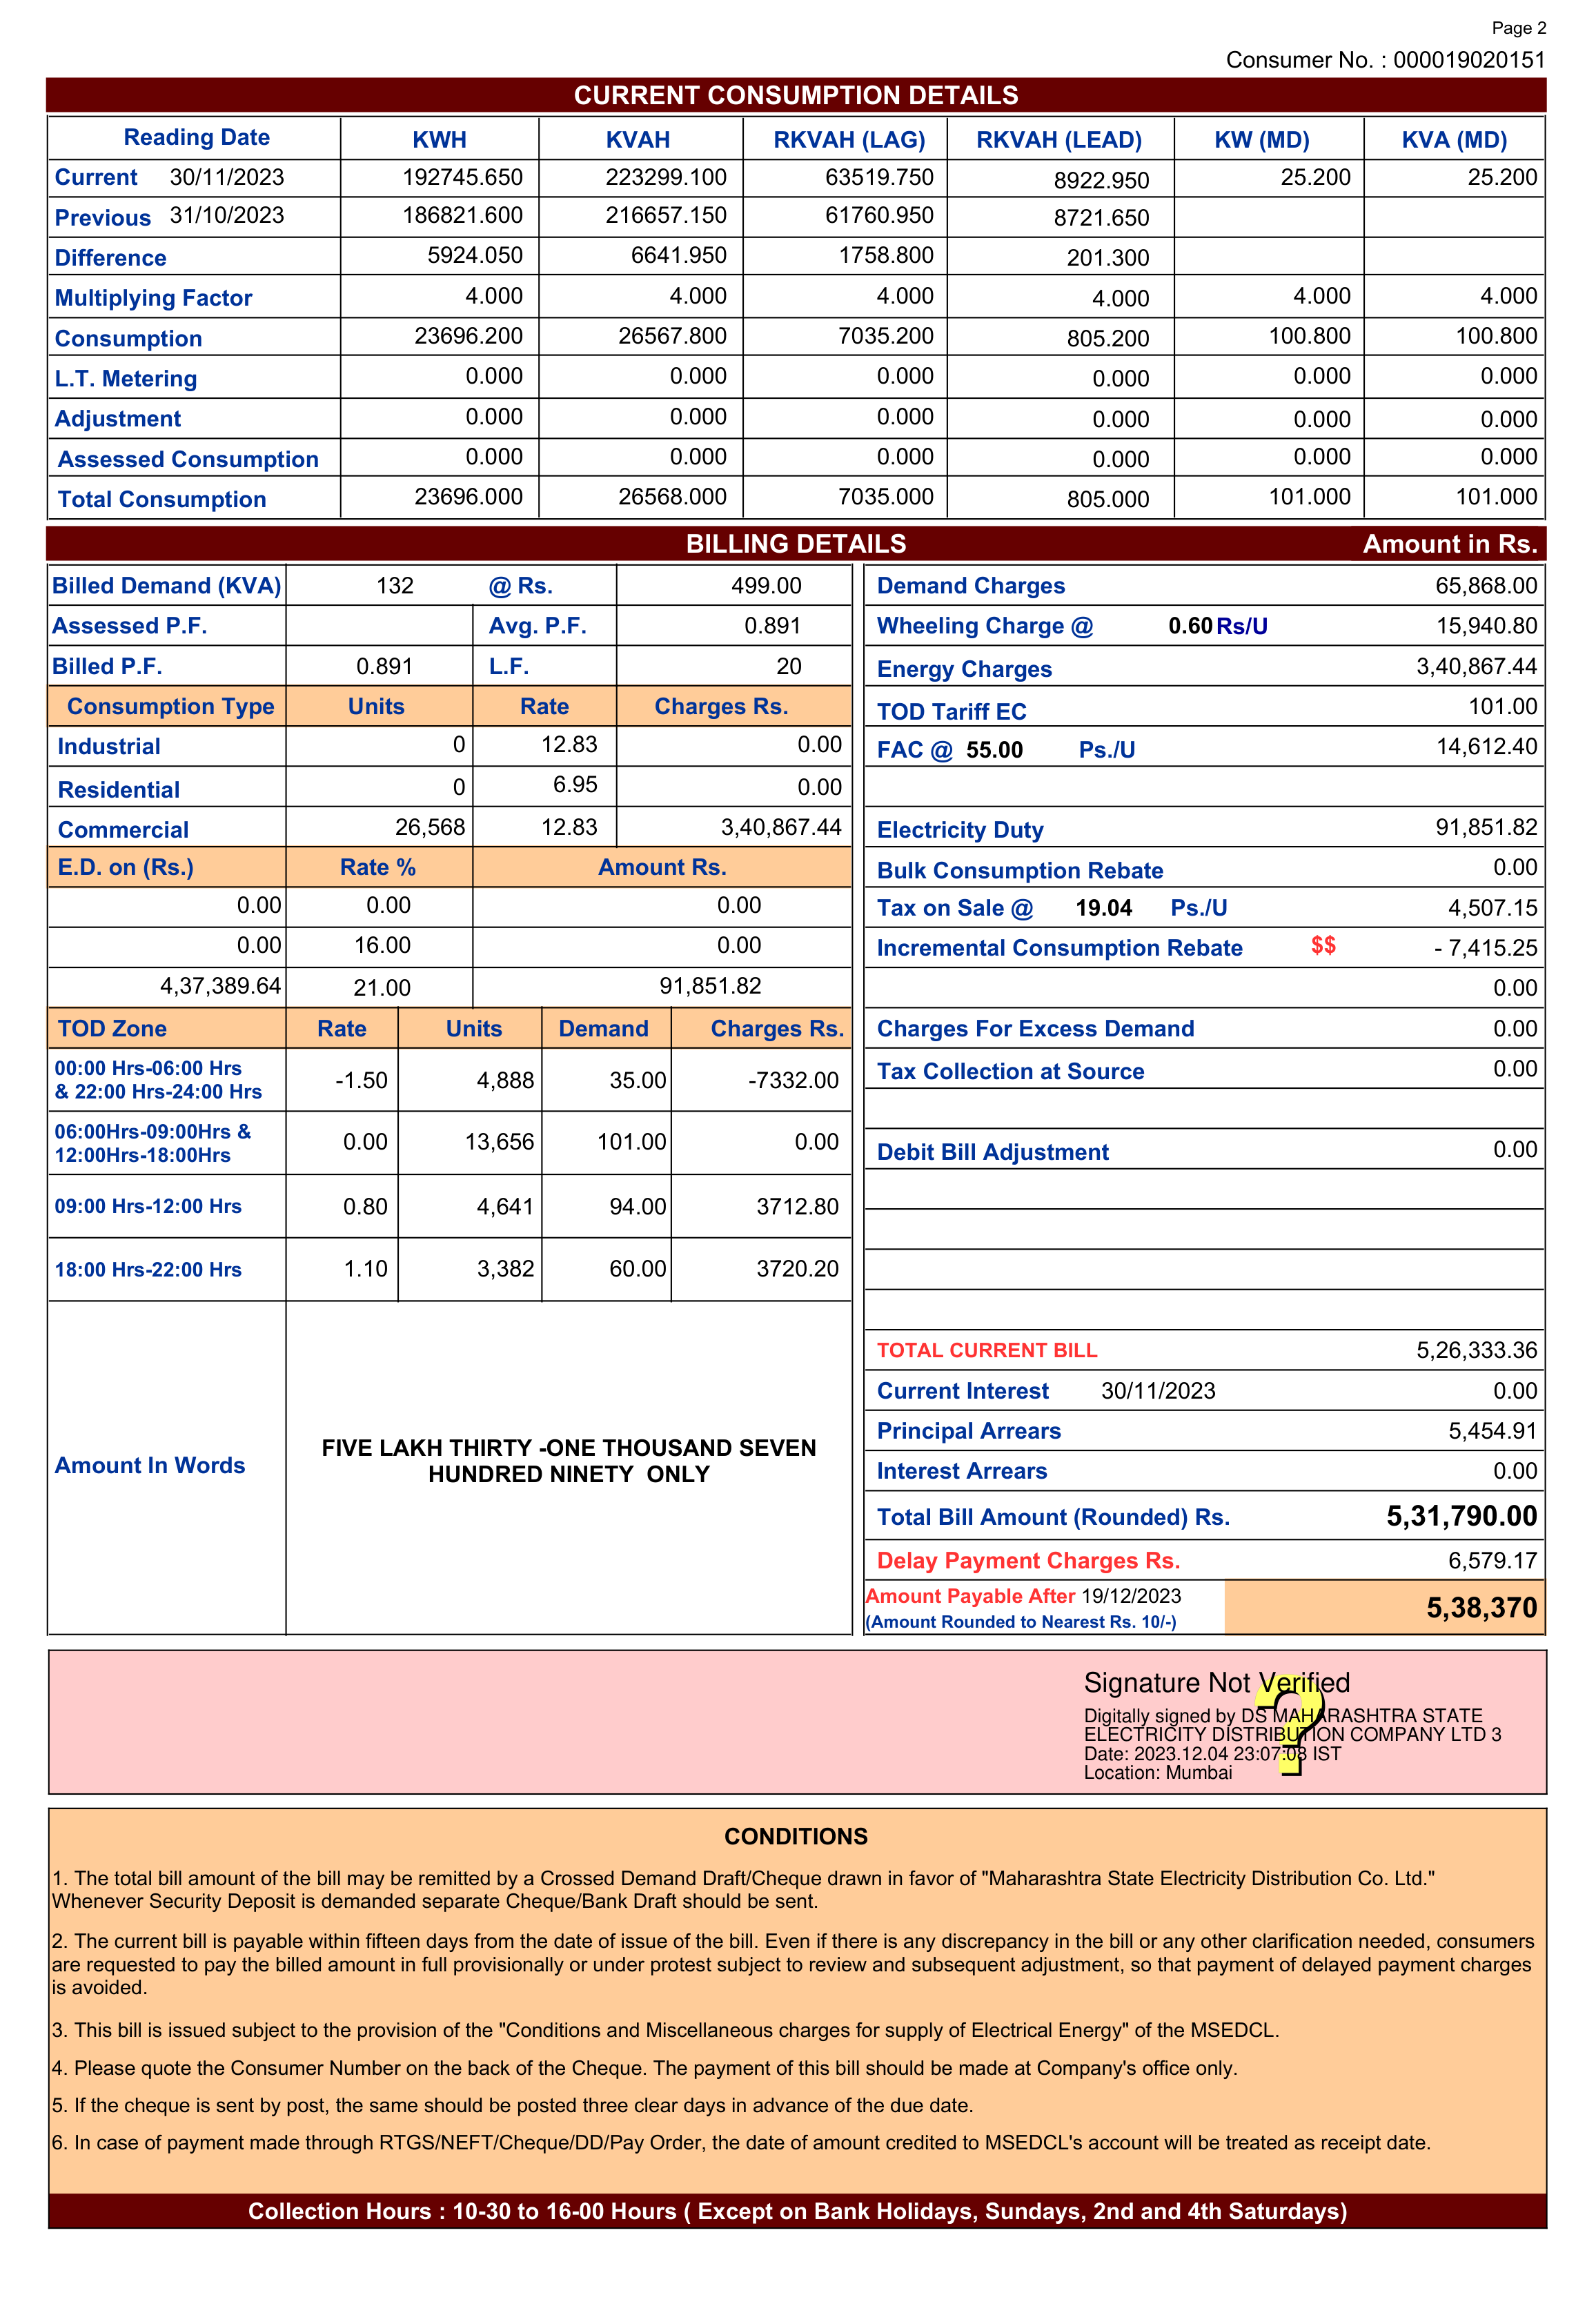 Page 2
Consumer No. : 000019020151
CURRENT CONSUMPTION DETAILS
Reading Date KWH KVAH RKVAH (LAG) RKVAH (LEAD) KW (MD) KVA (MD)
Current 30/11/2023 192745.650 223299.100 63519.750 8922.950 25.200 25.200
Previous 31/10/2023 186821.600 216657.150 61760.950 8721.650
Difference 5924.050 6641.950 1758.800 201.300
Multiplying Factor 4.000 4.000 4.000 4.000 4.000 4.000
Consumption 23696.200 26567.800 7035.200 805.200 100.800 100.800
L.T. Metering 0.000 0.000 0.000 0.000 0.000 0.000
Adjustment 0.000 0.000 0.000 0.000 0.000 0.000
Assessed Consumption 0.000 0.000 0.000 0.000 0.000 0.000
Total Consumption 23696.000 26568.000 7035.000 805.000 101.000 101.000
BILLING DETAILS Amount in Rs.
Billed Demand (KVA) 132 @ Rs. 499.00
Assessed P.F. Avg. P.F. 0.891
Billed P.F. 0.891 L.F. 20
Consumption Type Units Rate Charges Rs.
Industrial 0 12.83 0.00
Residential 0 6.95 0.00
Commercial 26,568 12.83 3,40,867.44
E.D. on (Rs.) Rate % Amount Rs.
0.00 0.00 0.00
0.00 16.00 0.00
4,37,389.64 21.00 91,851.82
TOD Zone Rate Units Demand Charges Rs.
00:00 Hrs-06:00 Hrs
& 22:00 Hrs-24:00 Hrs -1.50 4,888 35.00 -7332.00
06:00Hrs-09:00Hrs &
12:00Hrs-18:00Hrs 0.00 13,656 101.00 0.00
09:00 Hrs-12:00 Hrs 0.80 4,641 94.00 3712.80
18:00 Hrs-22:00 Hrs 1.10 3,382 60.00 3720.20
Amount In Words
FIVE LAKH THIRTY -ONE THOUSAND SEVEN
HUNDRED NINETY ONLY
Demand Charges 65,868.00
Wheeling Charge @ 0.60 Rs/U 15,940.80
Energy Charges 3,40,867.44
TOD Tariff EC 101.00
FAC @ 55.00 Ps./U 14,612.40
Electricity Duty 91,851.82
Bulk Consumption Rebate 0.00
Tax on Sale @ 19.04 Ps./U 4,507.15
Incremental Consumption Rebate $$ - 7,415.25
0.00
Charges For Excess Demand 0.00
Tax Collection at Source 0.00
Debit Bill Adjustment 0.00
TOTAL CURRENT BILL 5,26,333.36
Current Interest 30/11/2023 0.00
Principal Arrears 5,454.91
Interest Arrears 0.00
Total Bill Amount (Rounded) Rs. 5,31,790.00
Delay Payment Charges Rs. 6,579.17
Amount Payable After 19/12/2023 5,38,370
(Amount Rounded to Nearest Rs. 10/-)
Signature Not Verified
Digitally signed by DS MAHARASHTRA STATE
ELECTRICITY DISTRIBUTION COMPANY LTD 3
Date: 2023.12.04 23:07:08 IST
Location: Mumbai
CONDITIONS
1. The total bill amount of the bill may be remitted by a Crossed Demand Draft/Cheque drawn in favor of "Maharashtra State Electricity Distribution Co. Ltd."
Whenever Security Deposit is demanded separate Cheque/Bank Draft should be sent.
2. The current bill is payable within fifteen days from the date of issue of the bill. Even if there is any discrepancy in the bill or any other clarification needed, consumers
are requested to pay the billed amount in full provisionally or under protest subject to review and subsequent adjustment, so that payment of delayed payment charges
is avoided.
3. This bill is issued subject to the provision of the "Conditions and Miscellaneous charges for supply of Electrical Energy" of the MSEDCL.
4. Please quote the Consumer Number on the back of the Cheque. The payment of this bill should be made at Company's office only.
5. If the cheque is sent by post, the same should be posted three clear days in advance of the due date.
6. In case of payment made through RTGS/NEFT/Cheque/DD/Pay Order, the date of amount credited to MSEDCL's account will be treated as receipt date.
Collection Hours : 10-30 to 16-00 Hours ( Except on Bank Holidays, Sundays, 2nd and 4th Saturdays)